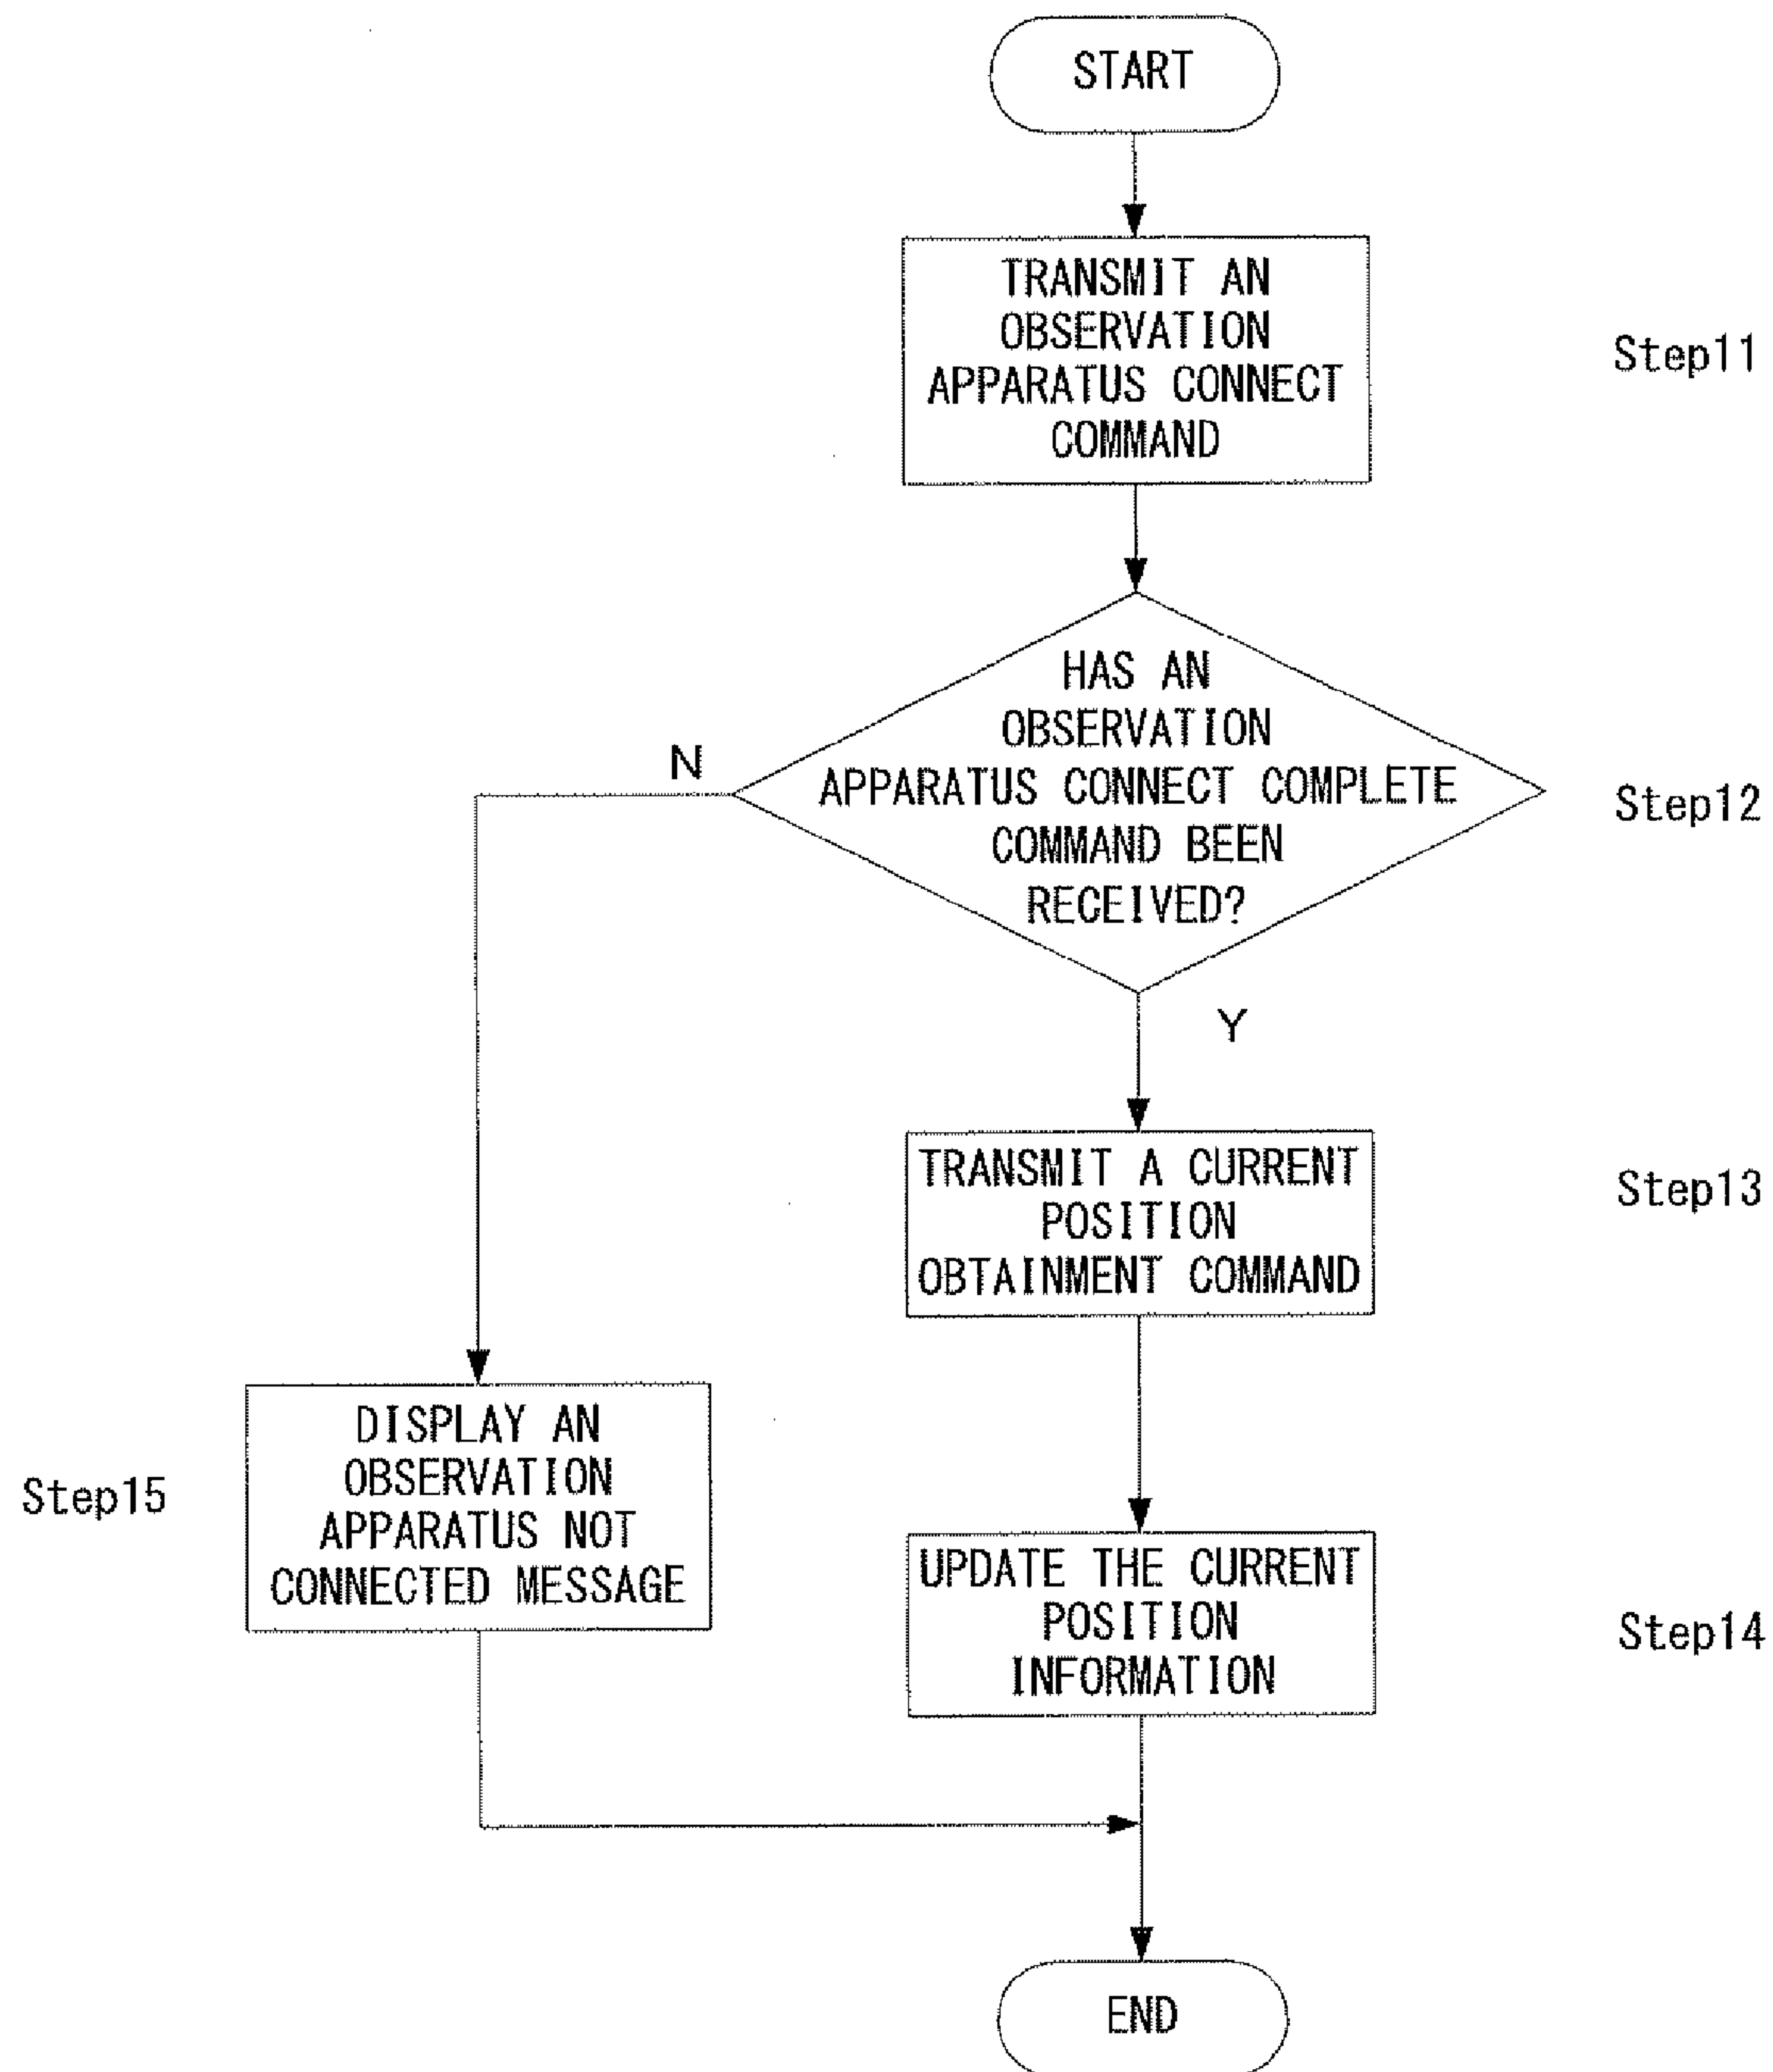 START
TRANSMIT AN
OBSERVATION
APPARATUS CONNECT
COMMAND
Step11
HAS AN
OBSERVATION
APPARATUS CONNECT COMPLETE
COMMAND BEEN
RECEIVED?
Step12
N
Y
TRANSMIT A CURRENT
POSITION
OBTAINMENT COMMAND
Step13
DISPLAY AN
OBSERVATION
APPARATUS NOT
CONNECTED MESSAGE
Step15
UPDATE THE CURRENT
POSITION
INFORMATION
Step14
END